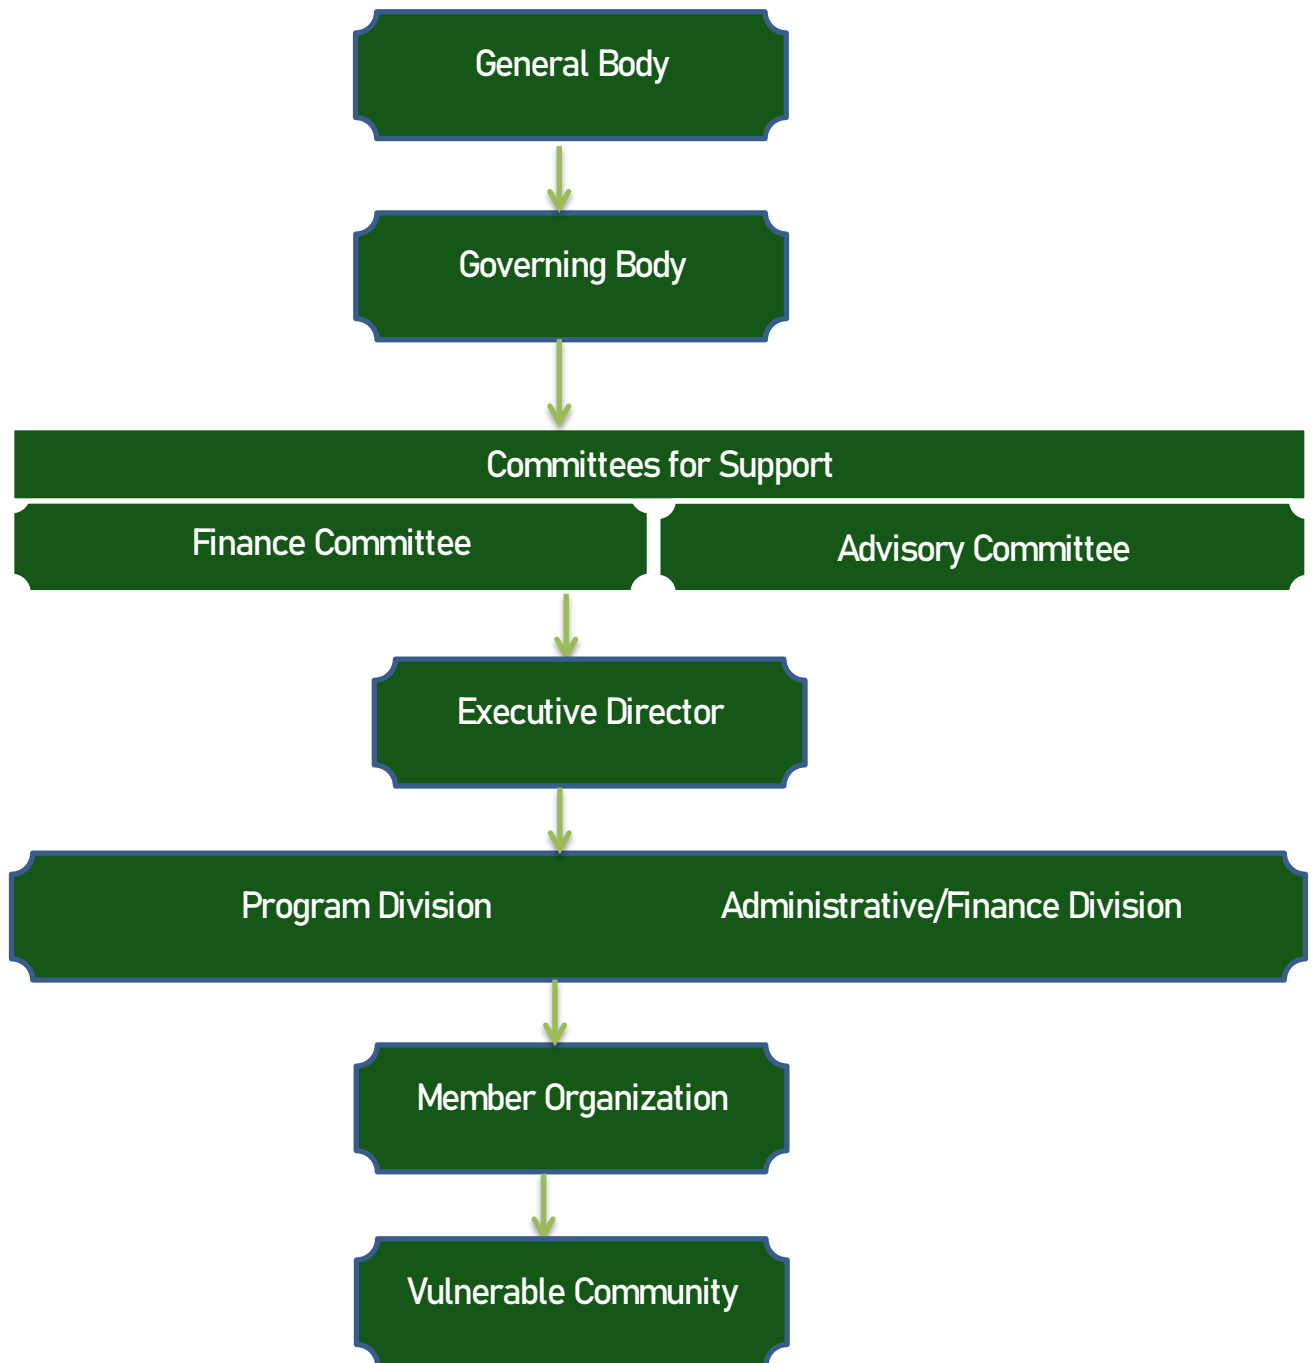 General Body
Governing Body
Committees for Support
Finance Committee
Advisory Committee
Executive Director
Program Division
Administrative/Finance Division
Member Organization
Vulnerable Community